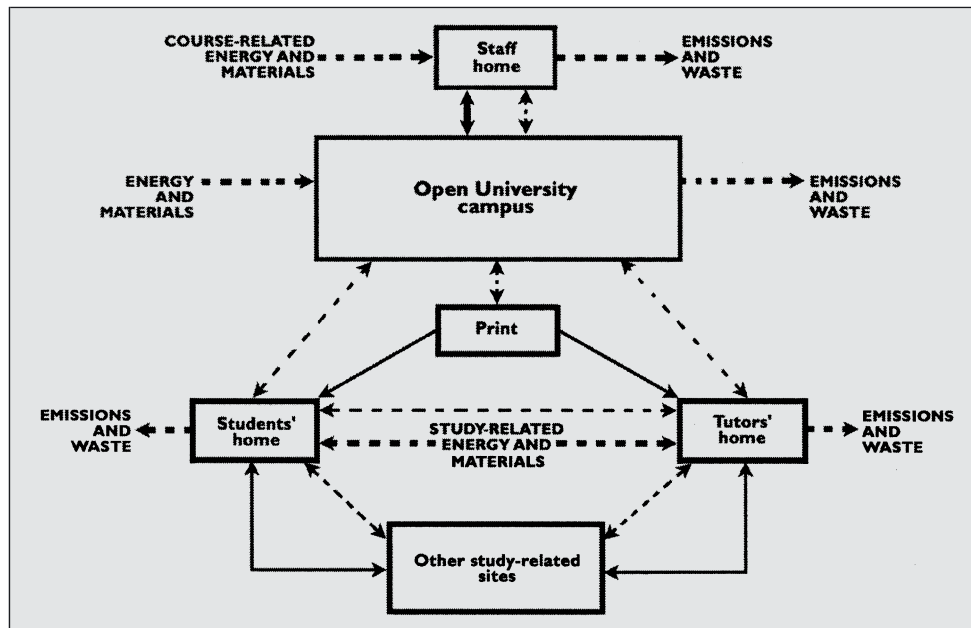 COURSE-RELATED
ENERGY AND
MATERIALS
Staff
home
EMISSIONS
AND
WASTE
ENERGY
AND
MATERIALS
Open University
campus
EMISSIONS
AND
WASTE
Print
EMISSIONS
AND
WASTE
Students'
home
STUDY-RELATED
ENERGY AND
MATERIALS
Tutors'
home
EMISSIONS
AND
WASTE
Other study-related
sites